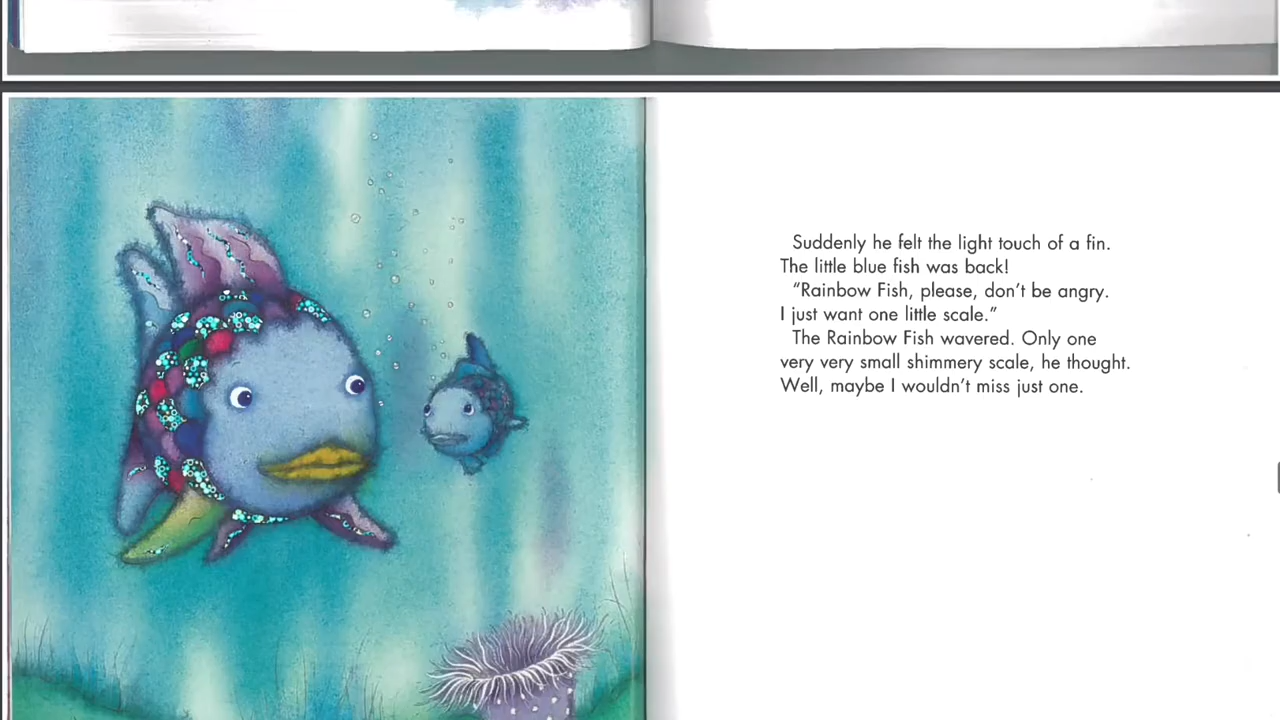 Suddenly he felt the light touch of a fin.
The little blue fish was back!
“Rainbow Fish, please, don’t be angry.
I just want one little scale.”
The Rainbow Fish wavered. Only one
very very small shimmery scale, he thought.
Well, maybe I wouldn’t miss just one.